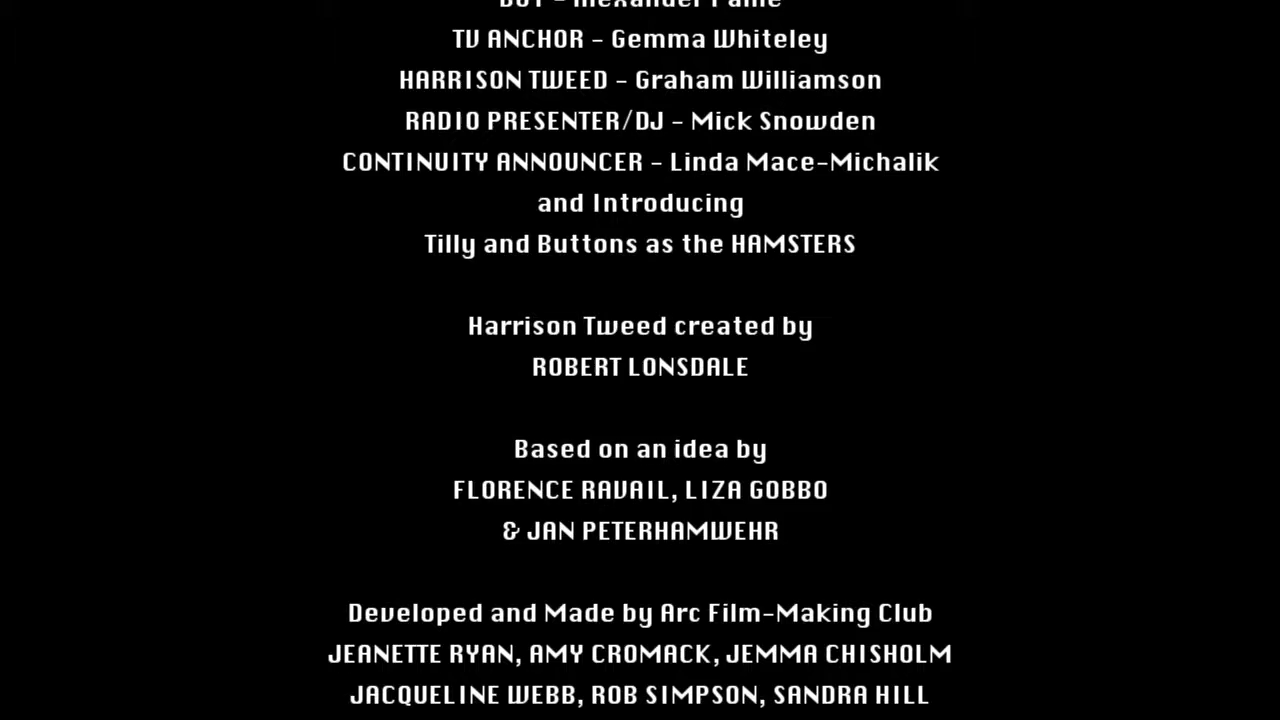 TV ANCHOR - Gemma Whiteley
HARRISON TWEED - Graham Williamson
RADIO PRESENTER/DJ - Mick Snowden
CONTINUITY ANNOUNCER - Linda Mace-Michalik
and Introducing
Tilly and Buttons as the HAMSTERS
Harrison Tweed created by
ROBERT LONSDALE
Based on an idea by
FLORENCE RAVAIL, LIZA GOBBO
& JAN PETERHAMWEHR
Developed and Made by Arc Film-Making Club
JEANETTE RYAN, AMY CROMACK, JEMMA CHISHOLM
JACQUELINE WEBB, ROB SIMPSON, SANDRA HILL